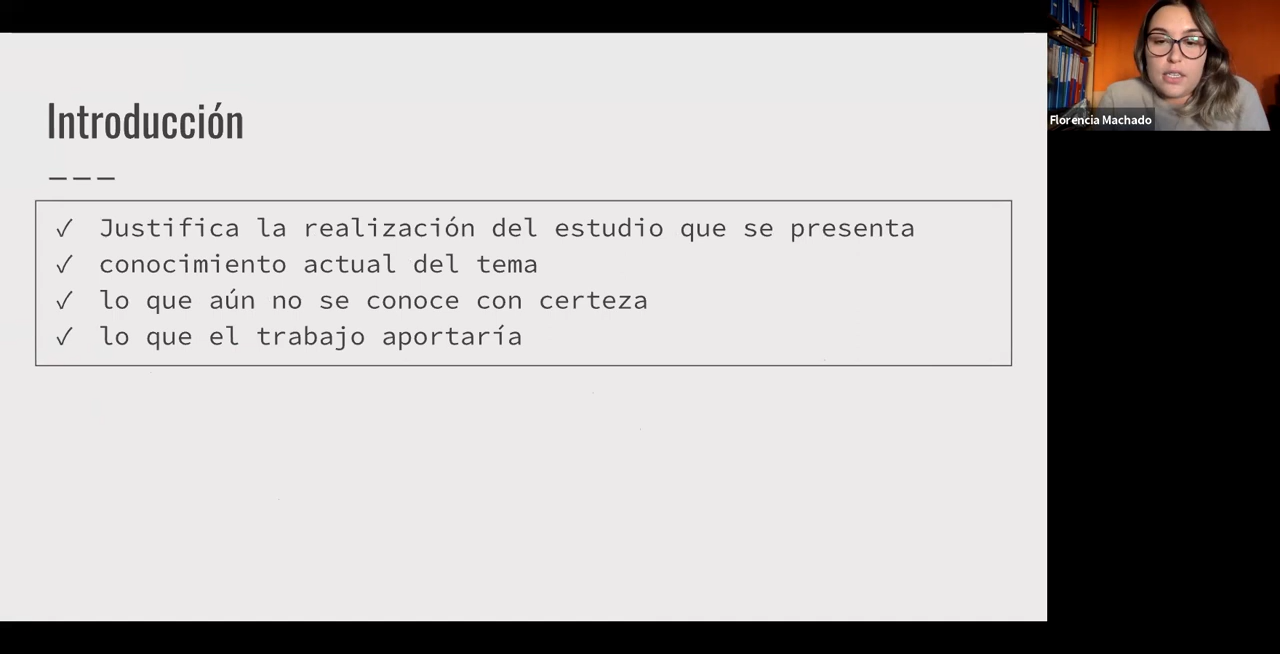 Introducción
———
✓ Justifica la realización del estudio que se presenta
✓ conocimiento actual del tema
✓ lo que aún no se conoce con certeza
✓ lo que el trabajo aportaría
Florencia Machado